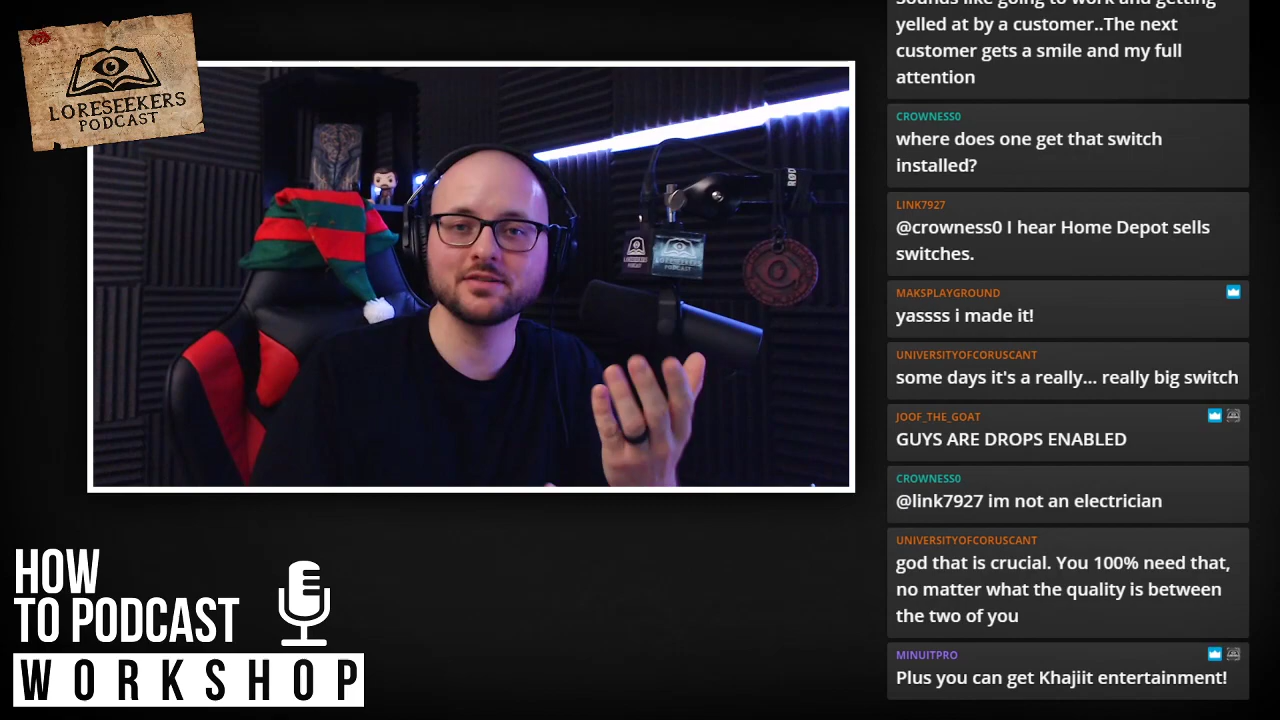 LORESEEKERS
PODCAST
RØD
LORESEEKERS
PODCAST
HOW
TO PODCAST
WORKSHOP
Sounds like going to work and getting
yelled at by a customer..The next
customer gets a smile and my full
attention
CROWNESS0
where does one get that switch
installed?
LINK7927
@crowness0 I hear Home Depot sells
switches.
MAKSPLAYGROUND
yassss i made it!
UNIVERSITYOFCORUSCANT
some days it's a really... really big switch
JOOF_THE_GOAT
GUYS ARE DROPS ENABLED
CROWNESS0
@link7927 im not an electrician
UNIVERSITYOFCORUSCANT
god that is crucial. You 100% need that,
no matter what the quality is between
the two of you
MINUITPRO
Plus you can get Khajiit entertainment!